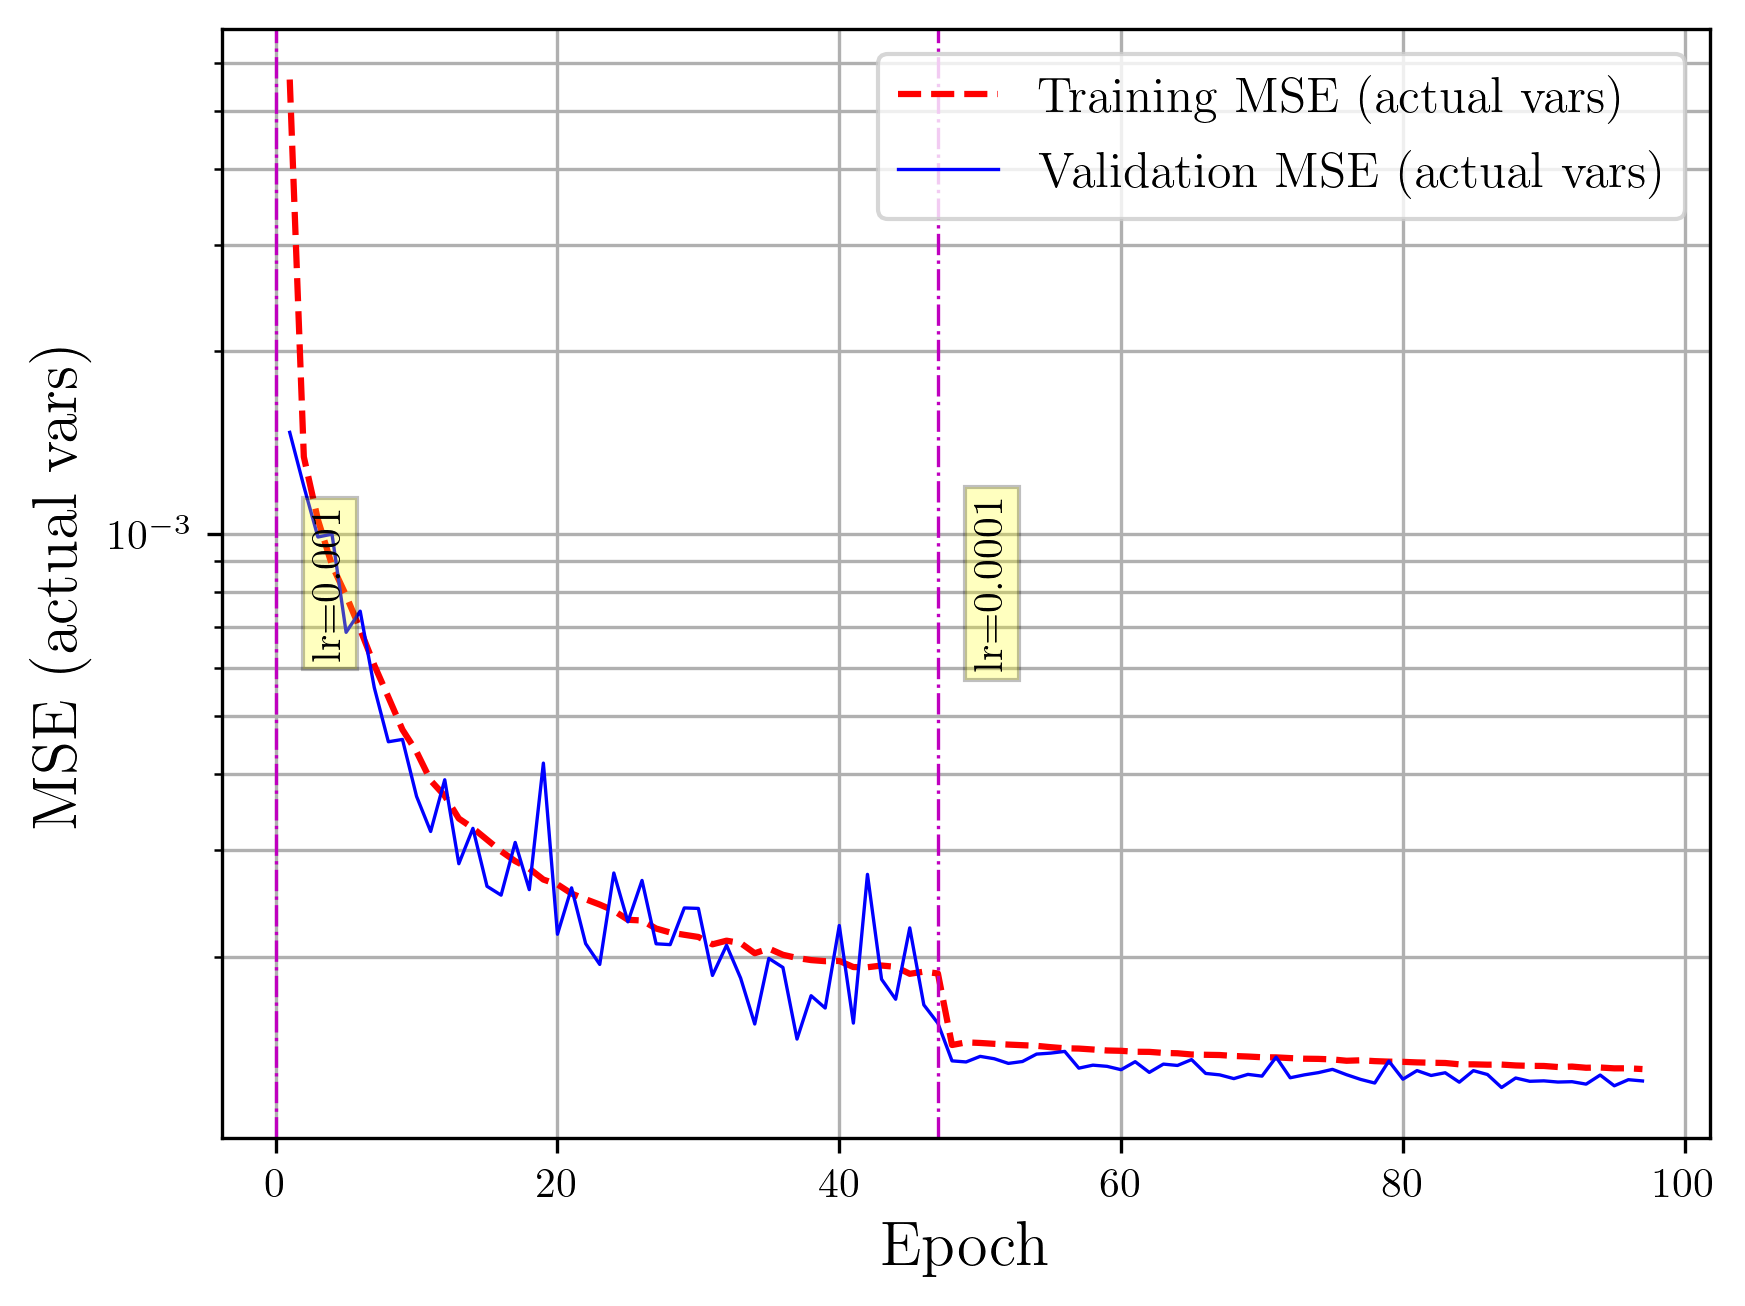 Training MSE (actual vars)
Validation MSE (actual vars)
MSE (actual vars)
10⁻³
lr=0.001
lr=0.0001
0 20 40 60 80 100
Epoch